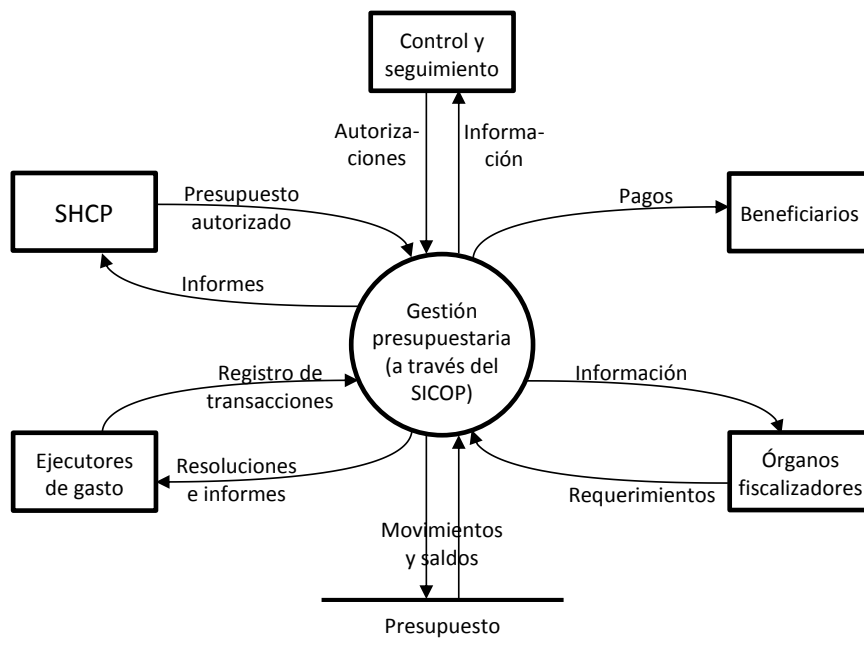 Control y
seguimiento
Autoriza-
ciones
Informa-
ción
SHCP
Presupuesto
autorizado
Pagos
Beneficiarios
Informes
Gestión
presupuestaria
(a través del
SICOP)
Registro de
transacciones
Información
Ejecutores
de gasto
Resoluciones
e informes
Órganos
fiscalizadores
Requerimientos
Movimientos
y saldos
Presupuesto